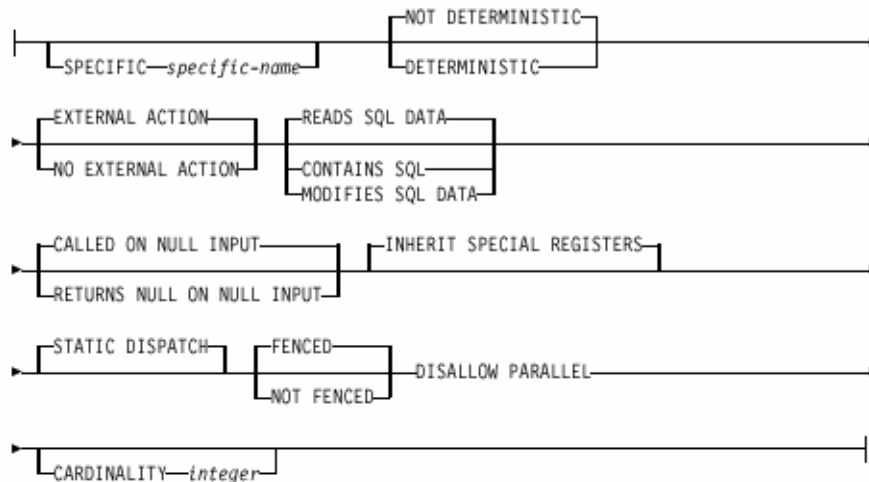 NOT DETERMINISTIC
SPECIFIC specific-name DETERMINISTIC
EXTERNAL ACTION READS SQL DATA
NO EXTERNAL ACTION CONTAINS SQL
MODIFIES SQL DATA
CALLED ON NULL INPUT INHERIT SPECIAL REGISTERS
RETURNS NULL ON NULL INPUT
STATIC DISPATCH FENCED
DISALLOW PARALLEL
NOT FENCED
CARDINALITY integer